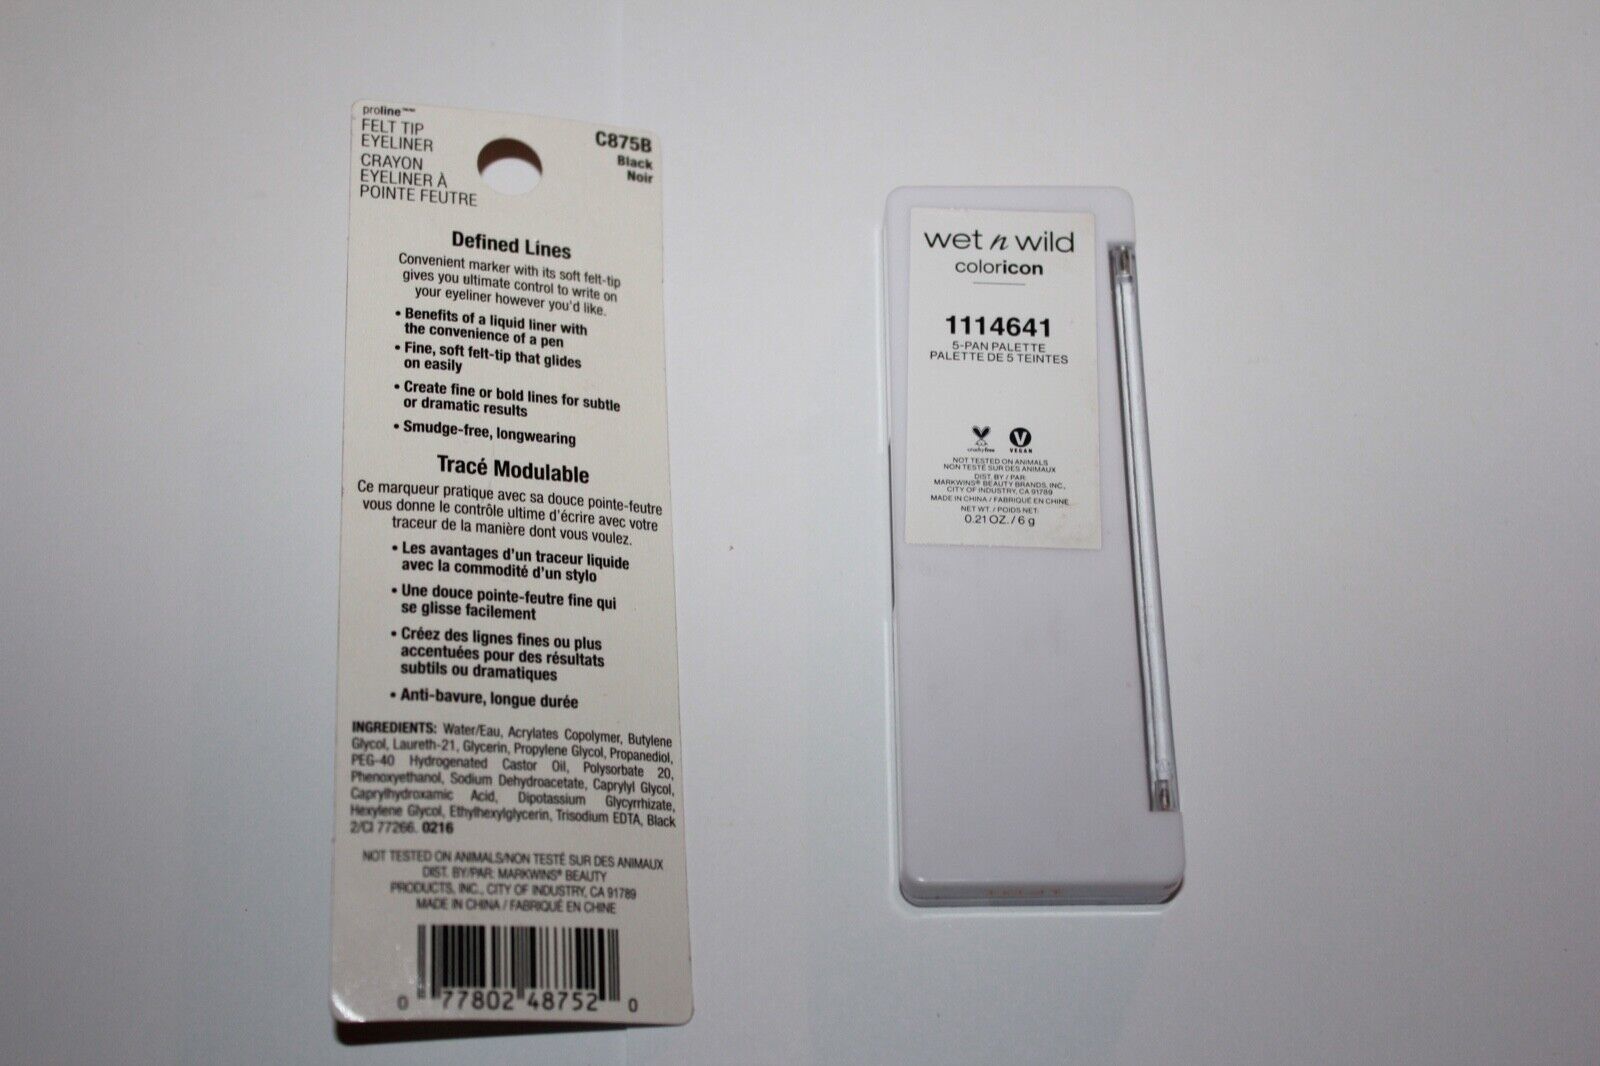 proline™
FELT TIP
EYELINER
CRAYON
EYELINER À
POINTE FEUTRE
C875B
Black
Noir
Defined Lines
Convenient marker with its soft felt-tip
gives you ultimate control to write on
your eyeliner however you'd like.
• Benefits of a liquid liner with
the convenience of a pen
• Fine, soft felt-tip that glides
on easily
• Create fine or bold lines for subtle
or dramatic results
• Smudge-free, longwearing
Tracé Modulable
Ce marqueur pratique avec sa douce pointe-feutre
vous donne le contrôle ultime d'écrire avec votre
traceur de la manière dont vous voulez.
• Les avantages d'un traceur liquide
avec la commodité d'un stylo
• Une douce pointe-feutre fine qui
se glisse facilement
• Créez des lignes fines ou plus
accentuées pour des résultats
subtils ou dramatiques
• Anti-bavure, longue durée
INGREDIENTS: Water/Eau, Acrylates Copolymer, Butylene
Glycol, Laureth-21, Glycerin, Propylene Glycol, Propanediol,
PEG-40 Hydrogenated Castor Oil, Polysorbate 20,
Phenoxyethanol, Sodium Dehydroacetate, Caprylyl Glycol,
Caprylhydroxamic Acid, Dipotassium Glycyrrhizate,
Hexylene Glycol, Ethylhexylglycerin, Trisodium EDTA, Black
2/CI 77266. 0216
NOT TESTED ON ANIMALS/NON TESTÉ SUR DES ANIMAUX
DIST. BY/PAR: MARKWINS® BEAUTY
PRODUCTS, INC., CITY OF INDUSTRY, CA 91789
MADE IN CHINA / FABRIQUÉ EN CHINE
0 77802 48752 0
wet n wild
coloricon
1114641
5-PAN PALETTE
PALETTE DE 5 TEINTES
crueltyfree
V
VEGAN
NOT TESTED ON ANIMALS
NON TESTÉ SUR DES ANIMAUX
DIST. BY / PAR:
MARKWINS® BEAUTY BRANDS, INC.,
CITY OF INDUSTRY, CA 91789
MADE IN CHINA / FABRIQUÉ EN CHINE
NET WT. / POIDS NET:
0.21 OZ. / 6 g